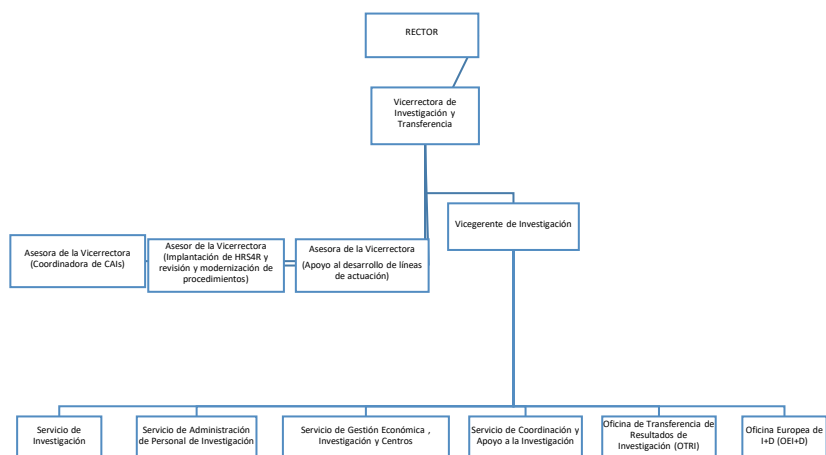 RECTOR
Vicerrectora de
Investigación y
Transferencia
Vicegerente de Investigación
Asesora de la Vicerrectora
(Coordinadora de CAIs)
Asesor de la Vicerrectora
(Implantación de HRS4R y
revisión y modernización de
procedimientos)
Asesora de la Vicerrectora
(Apoyo al desarrollo de líneas
de actuación)
Servicio de
Investigación
Servicio de Administración
de Personal de Investigación
Servicio de Gestión Económica ,
Investigación y Centros
Servicio de Coordinación y
Apoyo a la Investigación
Oficina de Transferencia de
Resultados de
Investigación (OTRI)
Oficina Europea de
I+D (OEI+D)